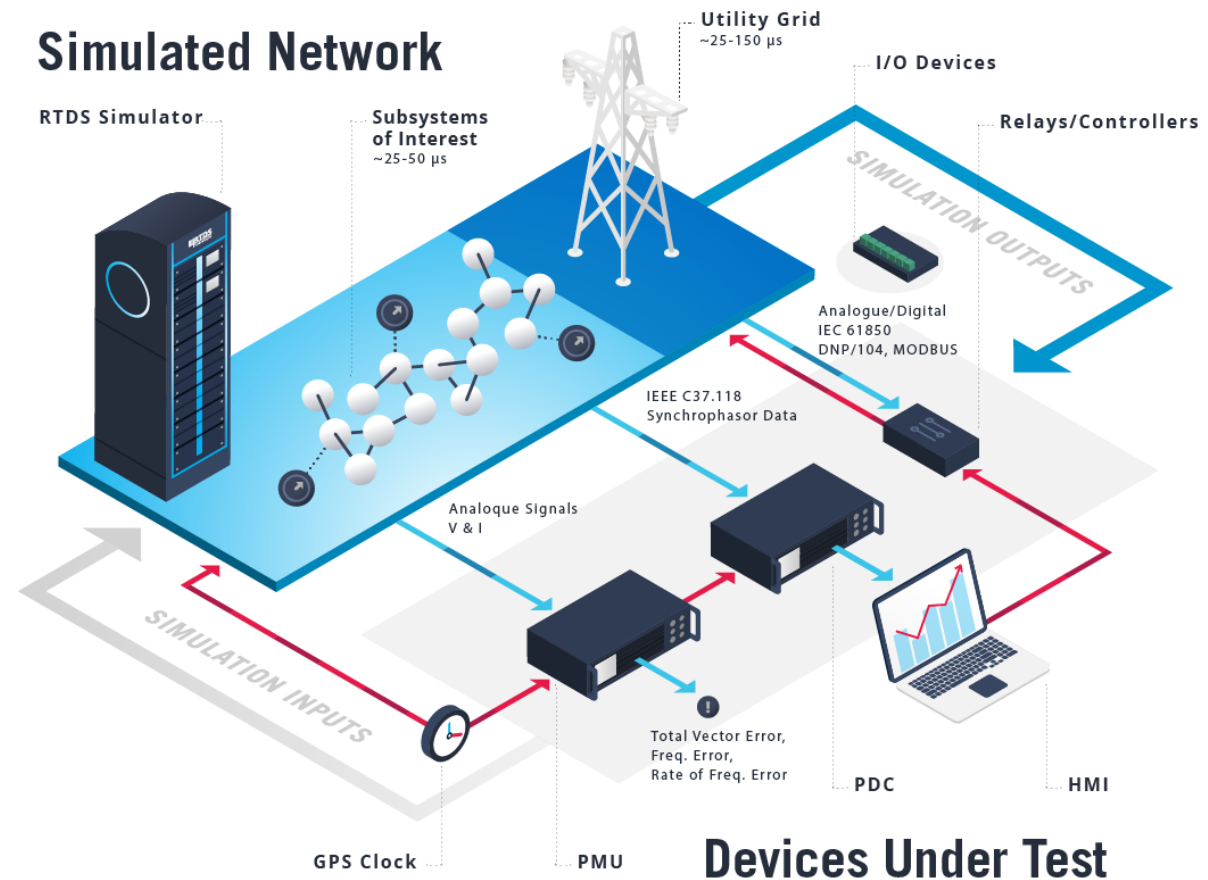 Simulated Network
Utility Grid
~25-150 µs
I/O Devices
RTDS Simulator
Subsystems
of Interest
~25-50 µs
Relays/Controllers
SIMULATION OUTPUTS
RTDS
Analogue/Digital
IEC 61850
DNP/104, MODBUS
IEEE C37.118
Synchrophasor Data
Analoque Signals
V & I
SIMULATION INPUTS
Total Vector Error,
Freq. Error,
Rate of Freq. Error
PDC
HMI
GPS Clock
PMU
Devices Under Test